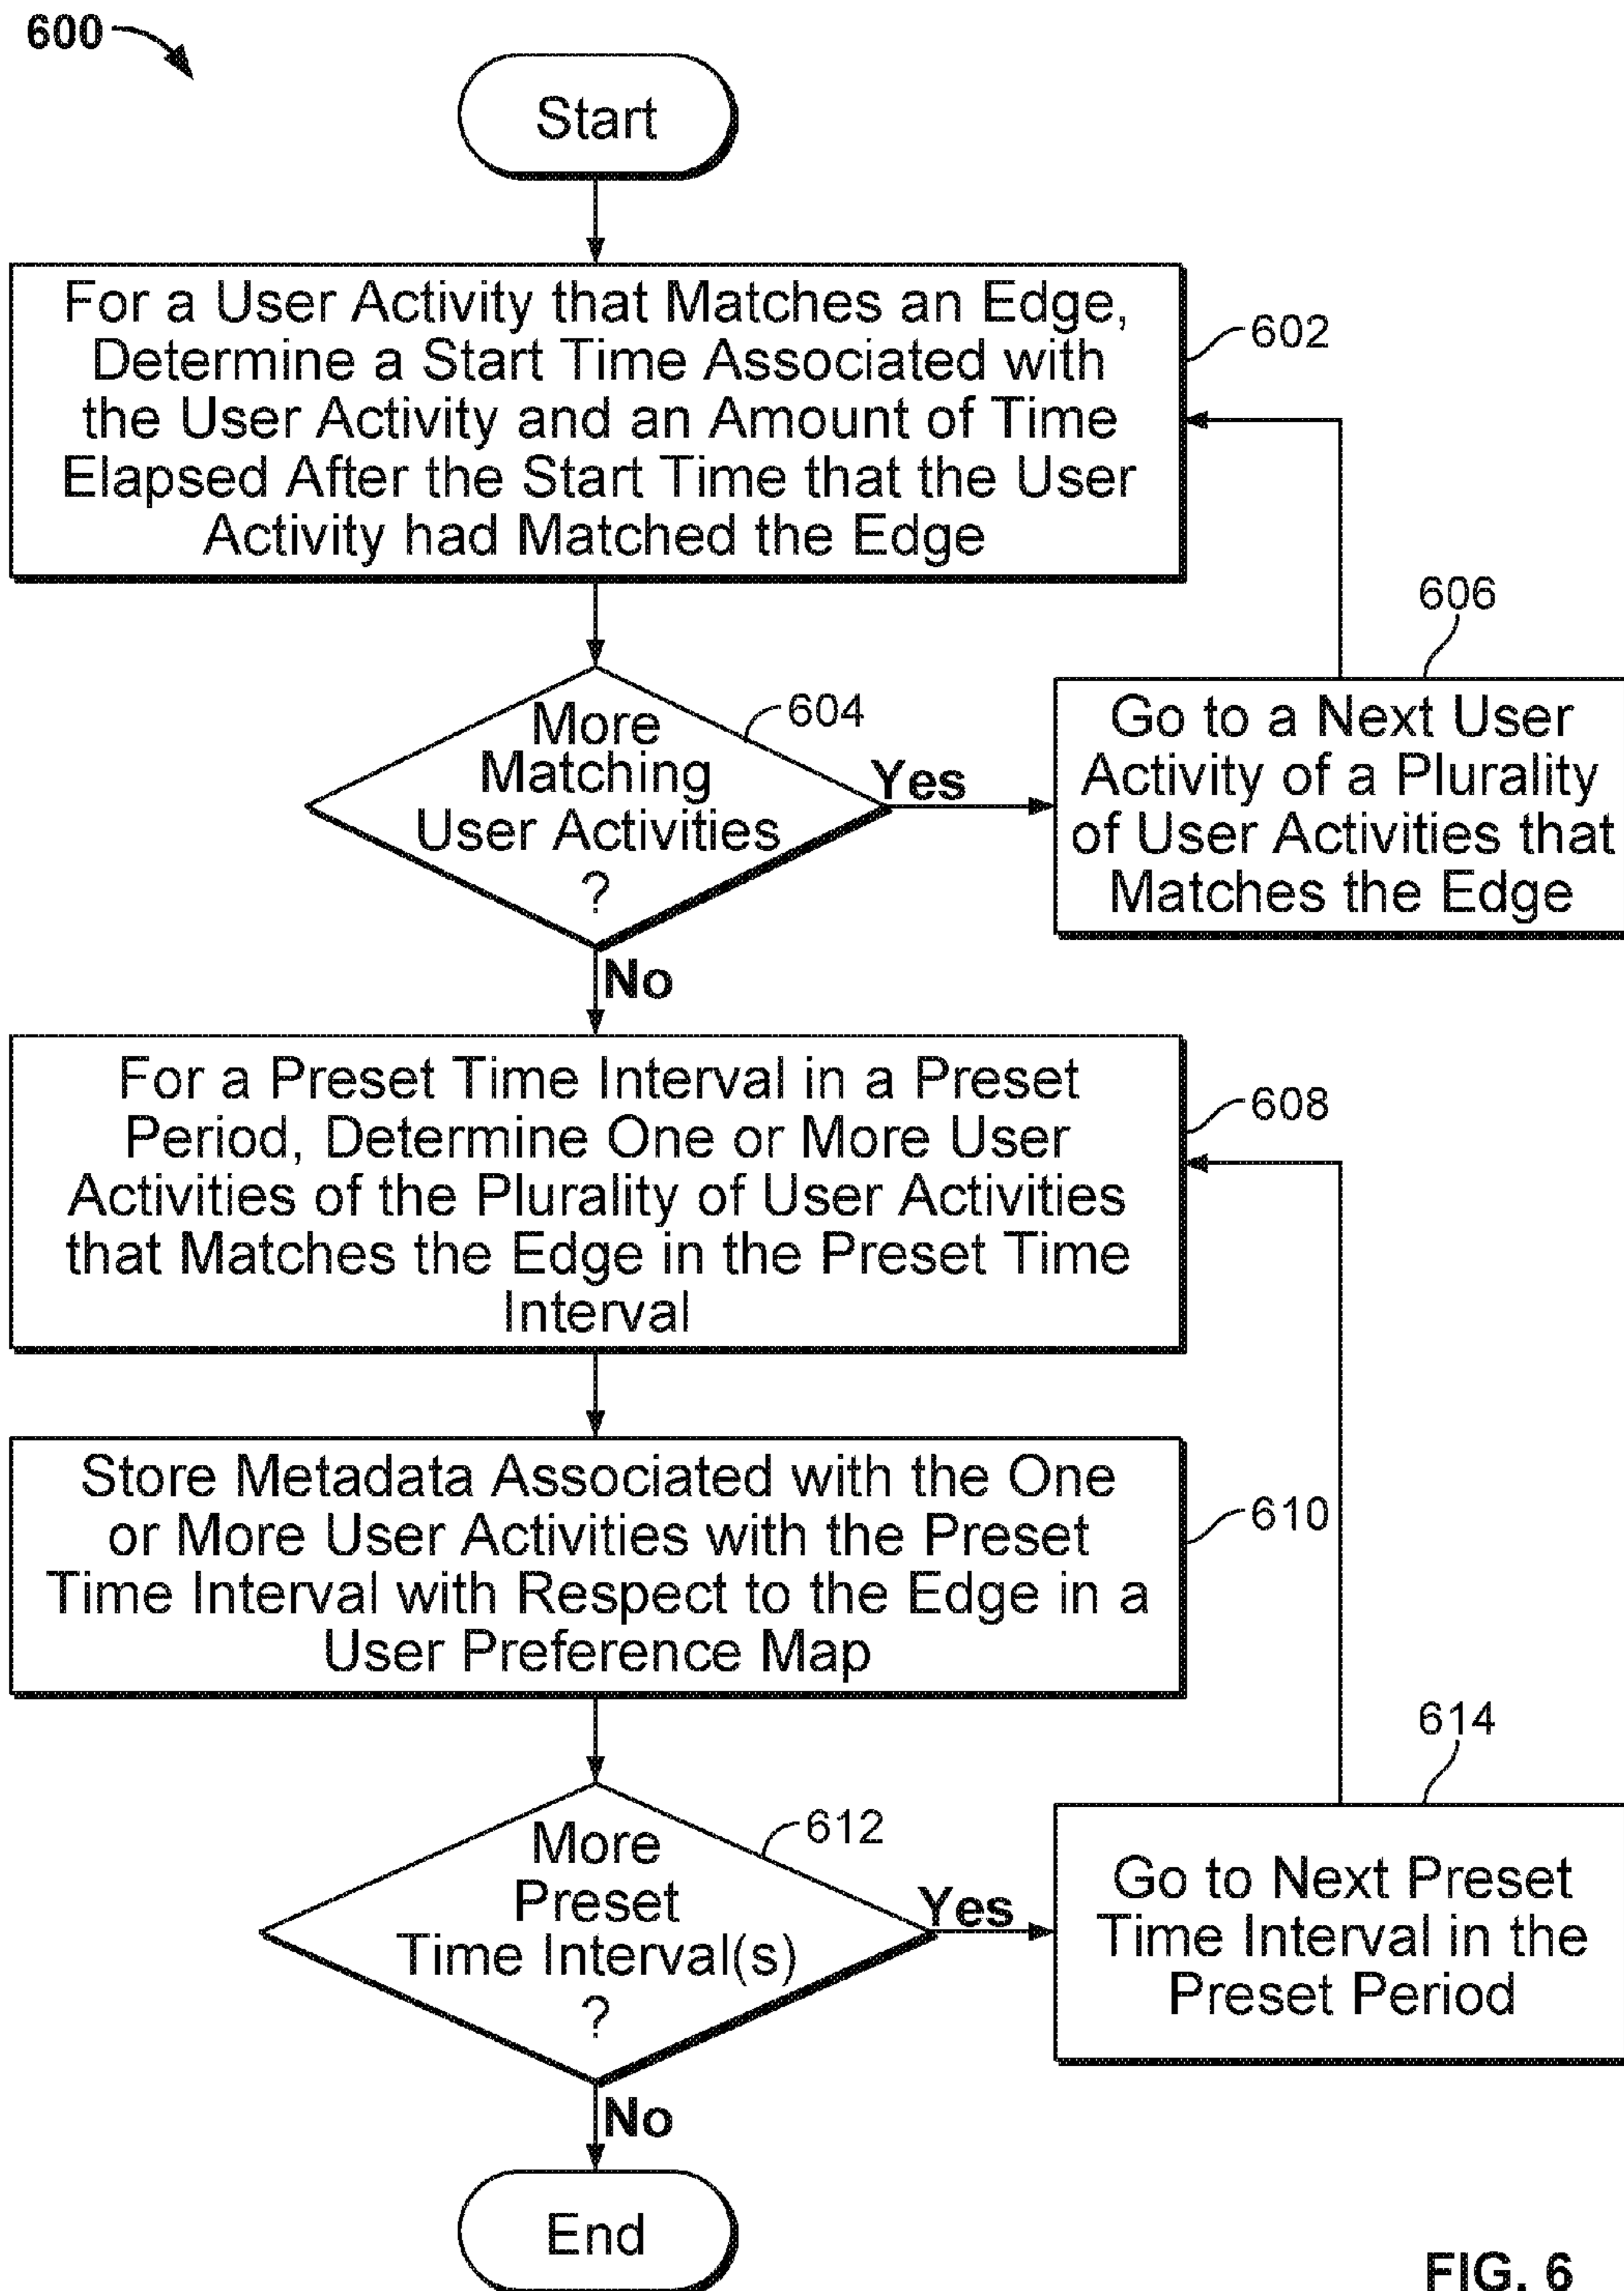 600
Start
For a User Activity that Matches an Edge,
Determine a Start Time Associated with
the User Activity and an Amount of Time
Elapsed After the Start Time that the User
Activity had Matched the Edge
602
606
More
Matching
User Activities
?
604
Yes
Go to a Next User
Activity of a Plurality
of User Activities that
Matches the Edge
No
For a Preset Time Interval in a Preset
Period, Determine One or More User
Activities of the Plurality of User Activities
that Matches the Edge in the Preset Time
Interval
608
Store Metadata Associated with the One
or More User Activities with the Preset
Time Interval with Respect to the Edge in a
User Preference Map
610
614
More
Preset
Time Interval(s)
?
612
Yes
Go to Next Preset
Time Interval in the
Preset Period
No
End
FIG. 6